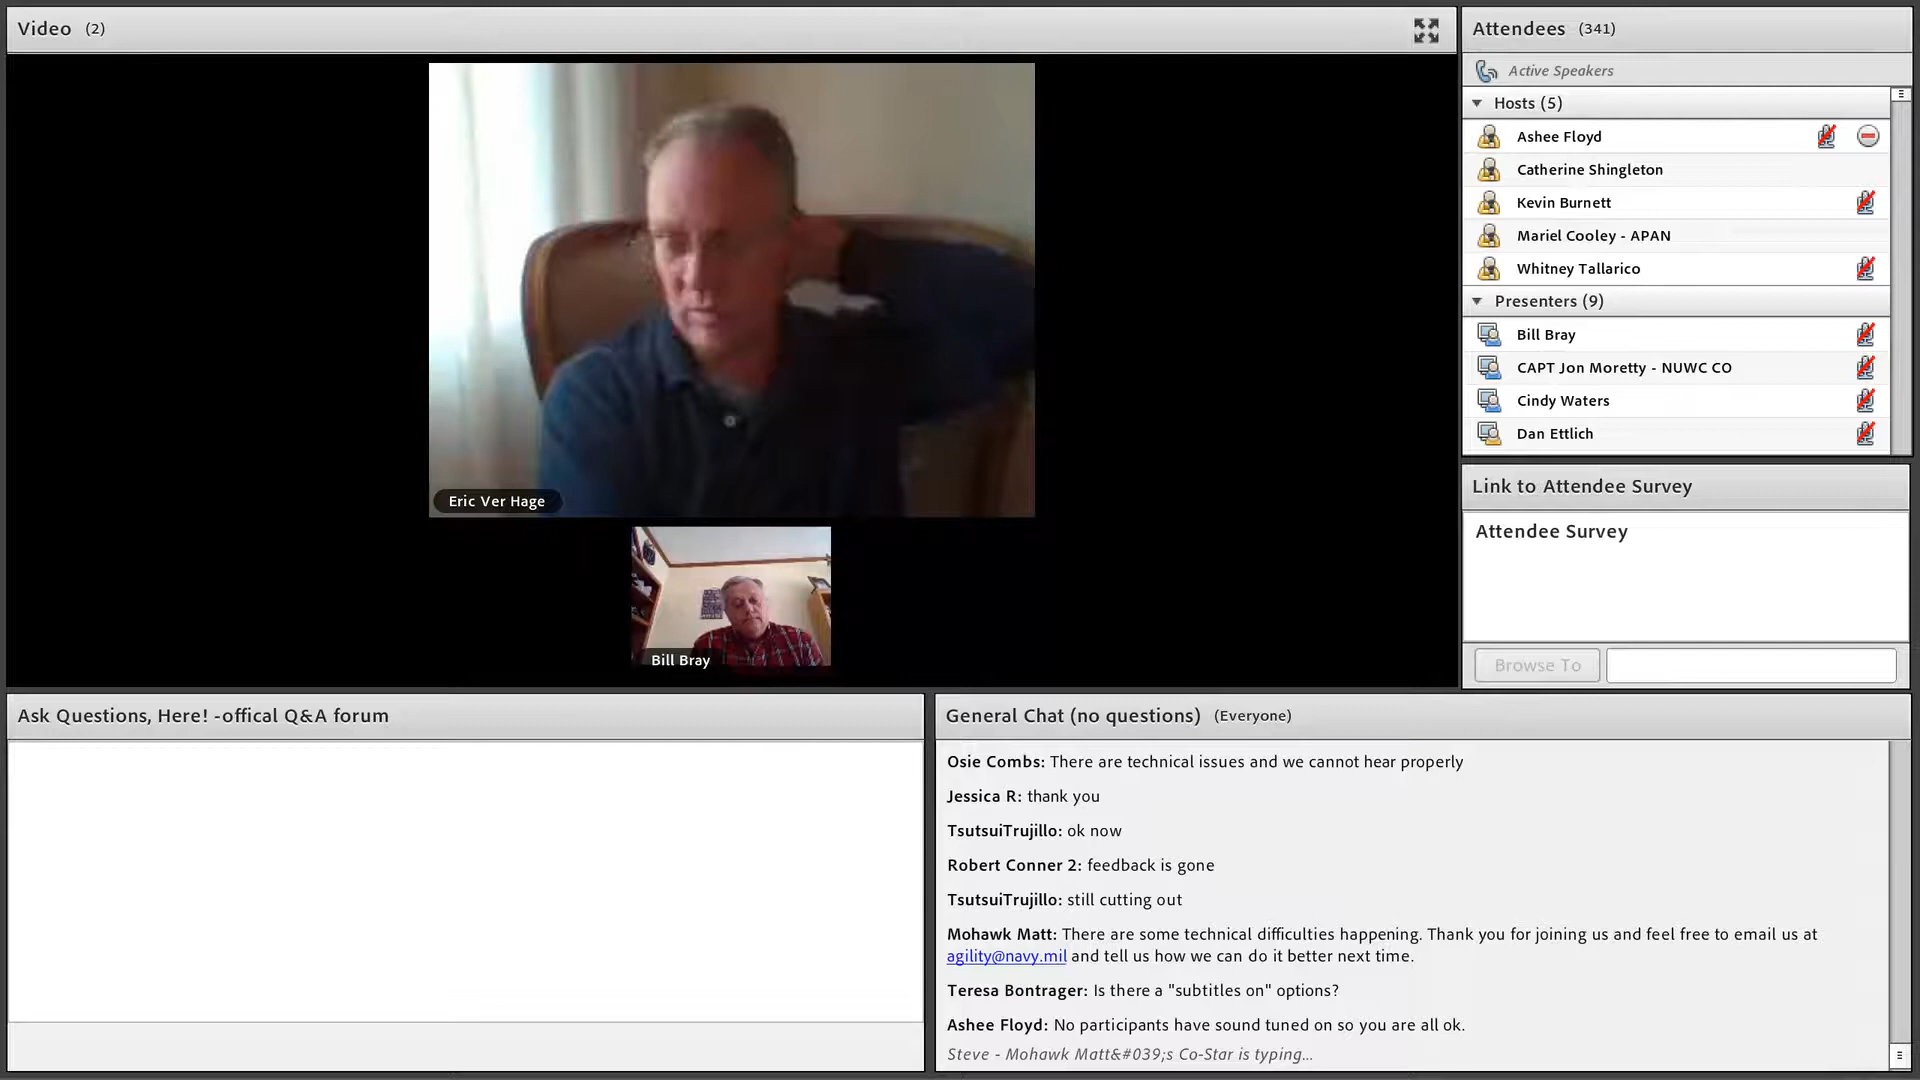 Video (2)
Eric Ver Hage
Bill Bray
Attendees (341)
Active Speakers
Hosts (5)
Ashee Floyd
Catherine Shingleton
Kevin Burnett
Mariel Cooley - APAN
Whitney Tallarico
Presenters (9)
Bill Bray
CAPT Jon Moretty - NUWC CO
Cindy Waters
Dan Ettlich
Link to Attendee Survey
Attendee Survey
Browse To
Ask Questions, Here! -offical Q&A forum
General Chat (no questions) (Everyone)
Osie Combs: There are technical issues and we cannot hear properly
Jessica R: thank you
TsutsuiTrujillo: ok now
Robert Conner 2: feedback is gone
TsutsuiTrujillo: still cutting out
Mohawk Matt: There are some technical difficulties happening. Thank you for joining us and feel free to email us at
agility@navy.mil and tell us how we can do it better next time.
Teresa Bontrager: Is there a "subtitles on" options?
Ashee Floyd: No participants have sound tuned on so you are all ok.
Steve - Mohawk Matt&#039;s Co-Star is typing...